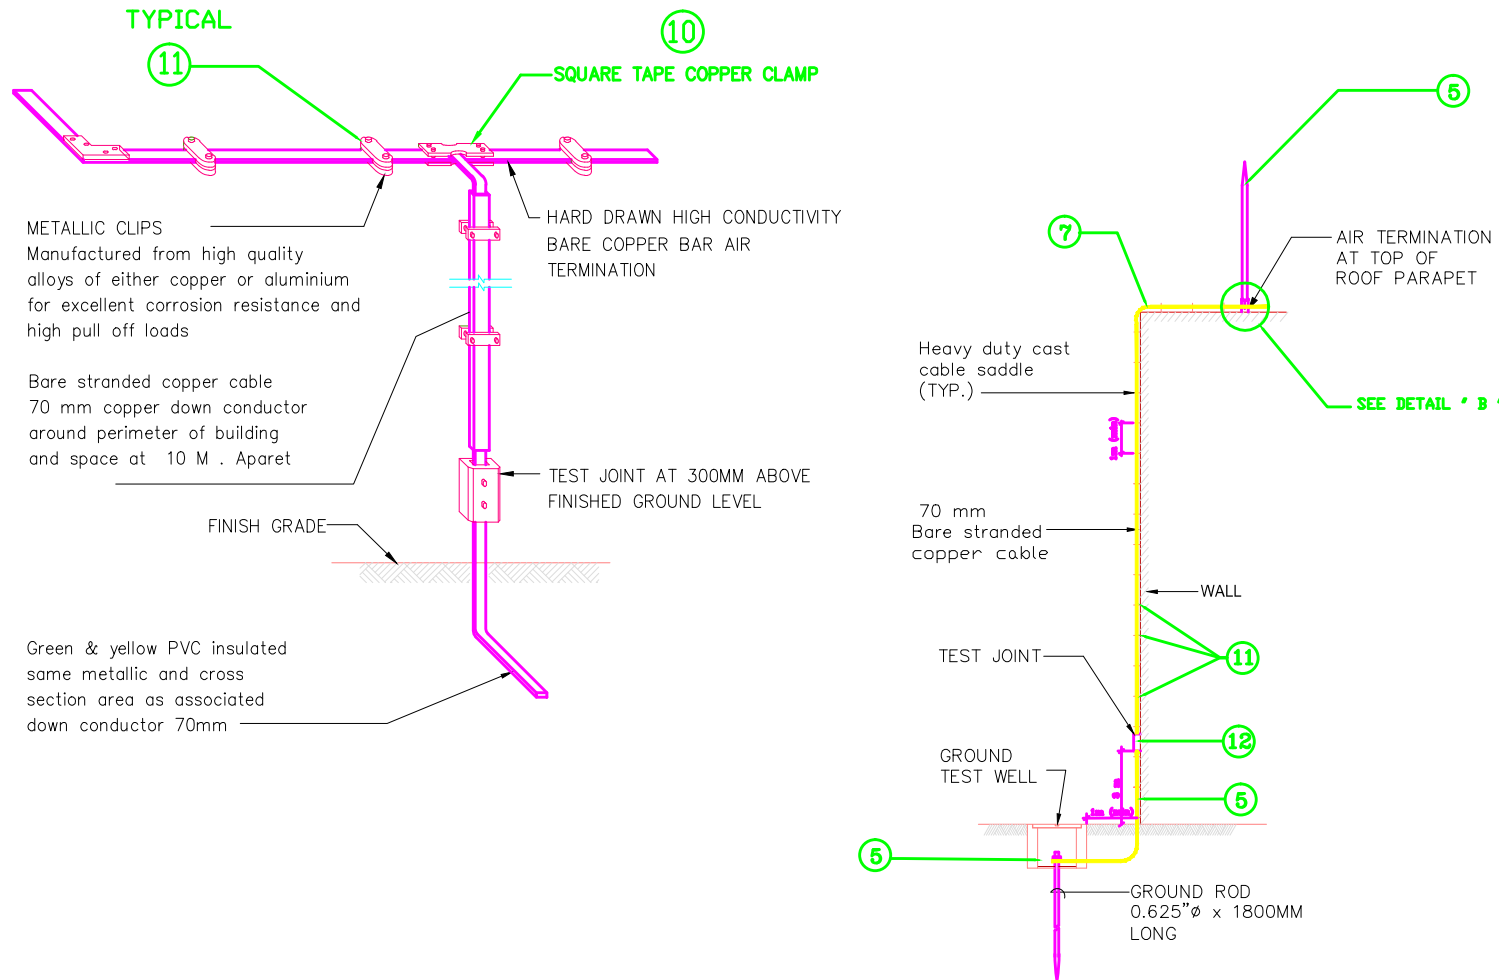 TYPICAL
11
10
SQUARE TAPE COPPER CLAMP
METALLIC CLIPS
Manufactured from high quality
alloys of either copper or aluminium
for excellent corrosion resistance and
high pull off loads
HARD DRAWN HIGH CONDUCTIVITY
BARE COPPER BAR AIR
TERMINATION
Bare stranded copper cable
70 mm copper down conductor
around perimeter of building
and space at 10 M . Aparet
TEST JOINT AT 300MM ABOVE
FINISHED GROUND LEVEL
FINISH GRADE
Green & yellow PVC insulated
same metallic and cross
section area as associated
down conductor 70mm
5
7
AIR TERMINATION
AT TOP OF
ROOF PARAPET
Heavy duty cast
cable saddle
(TYP.)
SEE DETAIL ' B '
70 mm
Bare stranded
copper cable
WALL
TEST JOINT
11
12
GROUND
TEST WELL
5
1m (min)
5
GROUND ROD
0.625"ø x 1800MM
LONG